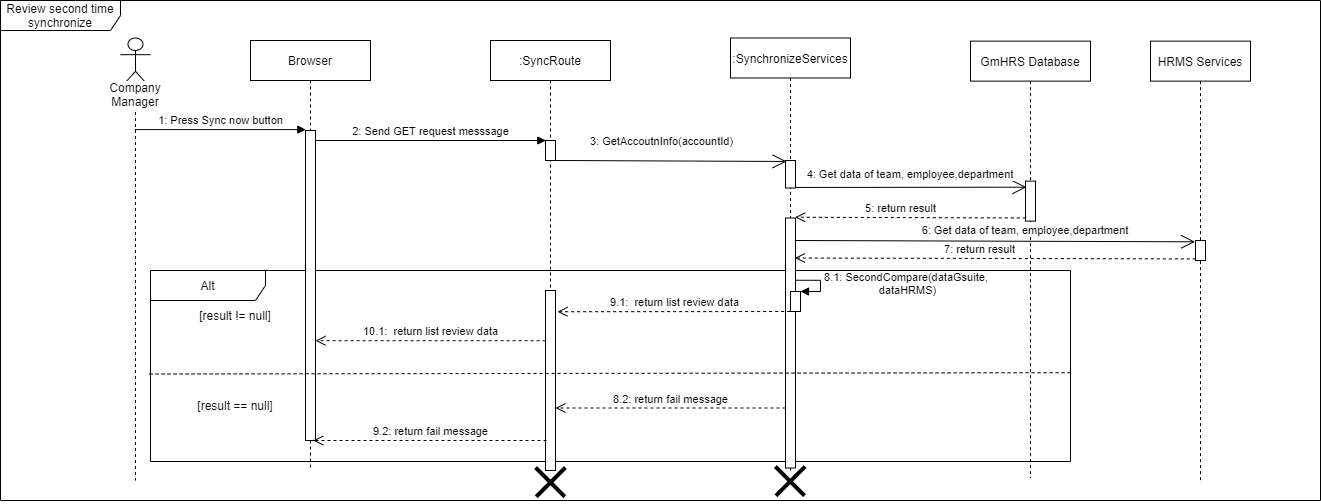 Review second time
synchronize
Company
Manager
Browser
:SyncRoute
:SynchronizeServices
GmHRS Database
HRMS Services
1: Press Sync now button
2: Send GET request messsage
3: GetAccoutnInfo(accountId)
4: Get data of team, employee,department
5: return result
6: Get data of team, employee,department
7: return result
Alt
8.1: SecondCompare(dataGsuite,
dataHRMS)
[result != null]
9.1:  return list review data
10.1:  return list review data
[result == null]
8.2: return fail message
9.2: return fail message